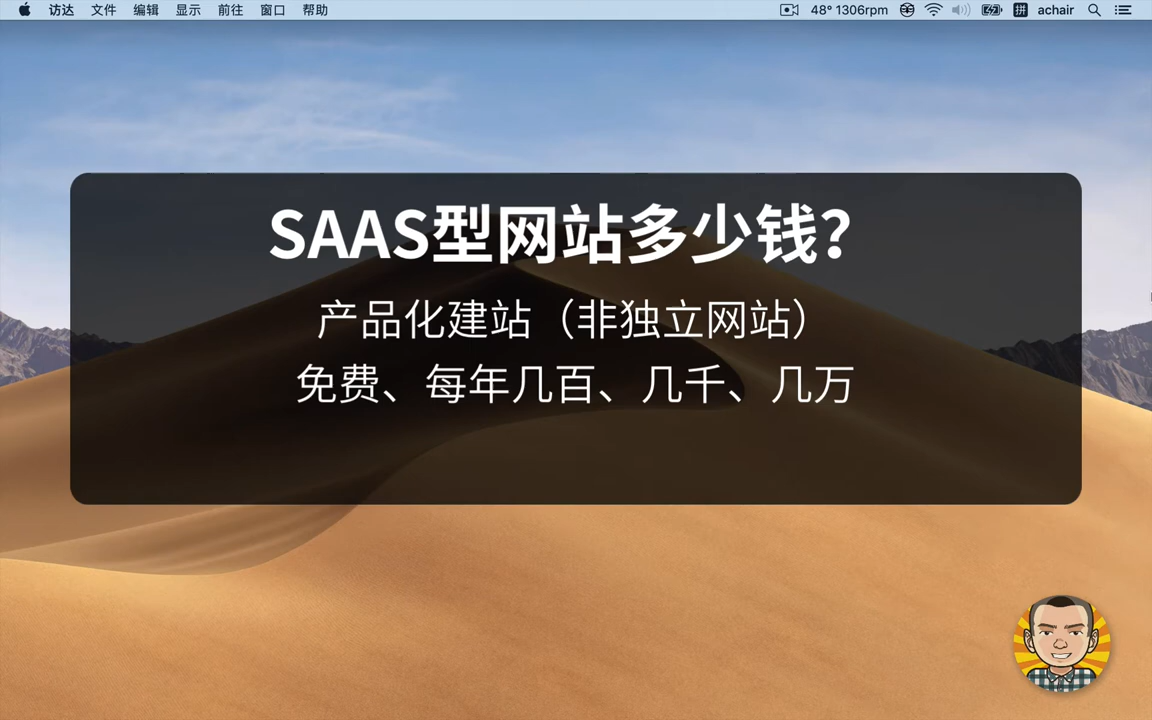 访达 文件 编辑 显示 前往 窗口 帮助 48° 1306rpm 拼 achair
SAAS型网站多少钱?
产品化建站（非独立网站）
免费、每年几百、几千、几万